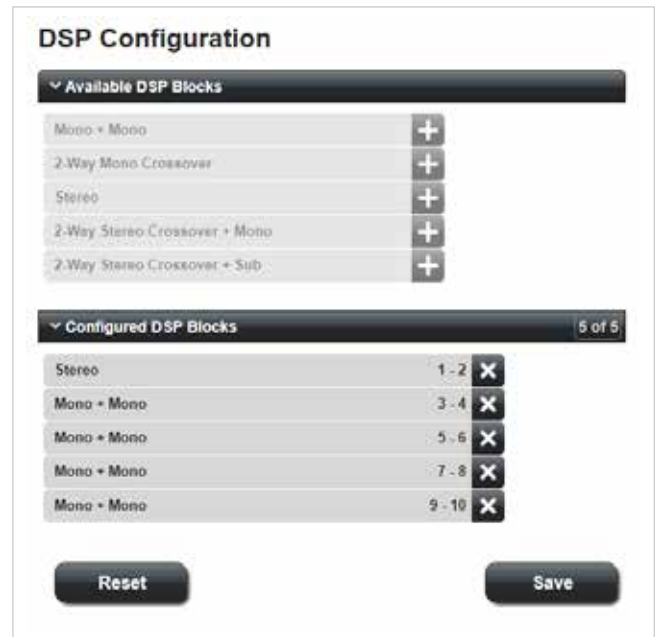 DSP Configuration
Available DSP Blocks
Mono + Mono
2-Way Mono Crossover
Stereo
2-Way Stereo Crossover + Mono
2-Way Stereo Crossover + Sub
Configured DSP Blocks 5 of 5
Stereo 1 - 2
Mono + Mono 3 - 4
Mono + Mono 5 - 6
Mono + Mono 7 - 8
Mono + Mono 9 - 10
Reset Save